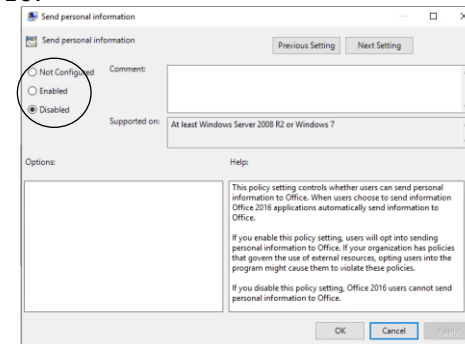 Send personal information
Send personal information
Previous Setting
Next Setting
Not Configured
Comment:
Enabled
Disabled
Supported on:
At least Windows Server 2008 R2 or Windows 7
Options:
Help:
This policy setting controls whether users can send personal
information to Office. When users choose to send information
Office 2016 applications automatically send information to
Office.
If you enable this policy setting, users will opt into sending
personal information to Office. If your organization has policies
that govern the use of external resources, opting users into the
program might cause them to violate these policies.
If you disable this policy setting, Office 2016 users cannot send
personal information to Office.
OK
Cancel
Apply